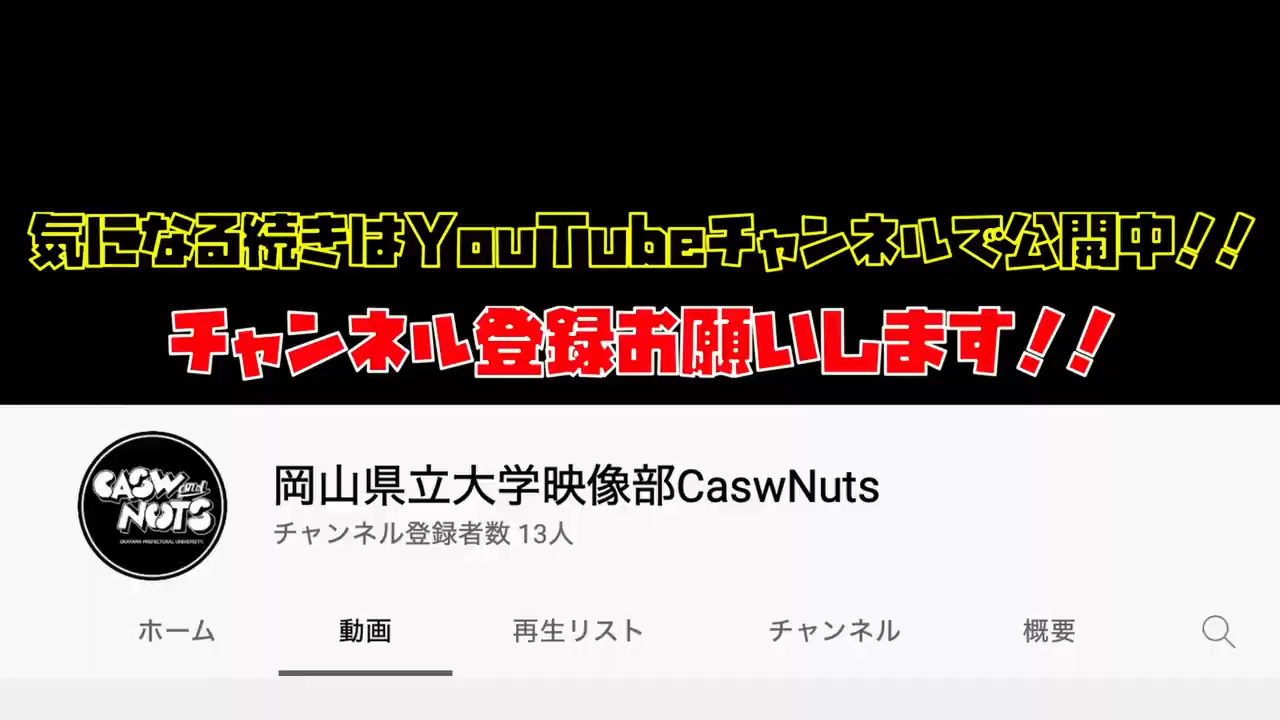 気になる続きはYouTubeチャンネルで公開中!!
チャンネル登録お願いします!!
CASW and
NUTS
OKAYAMA PREFECTURAL UNIVERSITY
岡山県立大学映像部CaswNuts
チャンネル登録者数 13人
ホーム 動画 再生リスト チャンネル 概要